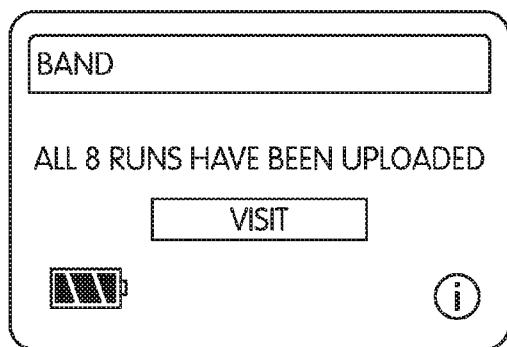 BAND
ALL 8 RUNS HAVE BEEN UPLOADED
VISIT
i